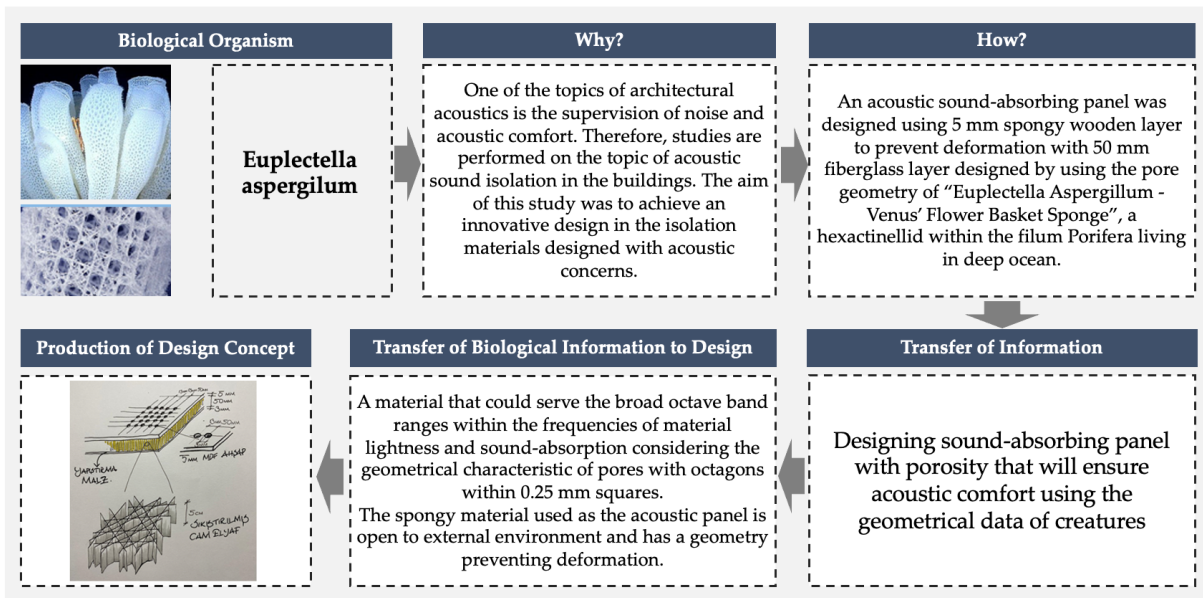 Biological Organism
Euplectella
aspergilum
Why?
One of the topics of architectural
acoustics is the supervision of noise and
acoustic comfort. Therefore, studies are
performed on the topic of acoustic
sound isolation in the buildings. The aim
of this study was to achieve an
innovative design in the isolation
materials designed with acoustic
concerns.
How?
An acoustic sound-absorbing panel was
designed using 5 mm spongy wooden layer
to prevent deformation with 50 mm
fiberglass layer designed by using the pore
geometry of “Euplectella Aspergillum -
Venus’ Flower Basket Sponge”, a
hexactinellid within the filum Porifera living
in deep ocean.
Transfer of Information
Designing sound-absorbing panel
with porosity that will ensure
acoustic comfort using the
geometrical data of creatures
Transfer of Biological Information to Design
A material that could serve the broad octave band
ranges within the frequencies of material
lightness and sound-absorption considering the
geometrical characteristic of pores with octagons
within 0.25 mm squares.
The spongy material used as the acoustic panel is
open to external environment and has a geometry
preventing deformation.
Production of Design Concept
5 MM
50MM
3MM
5MM MDF AHŞAP
YAPIŞTIRMA
MALZ.
5CM
SIKIŞTIRILMIŞ
CAM ELYAF